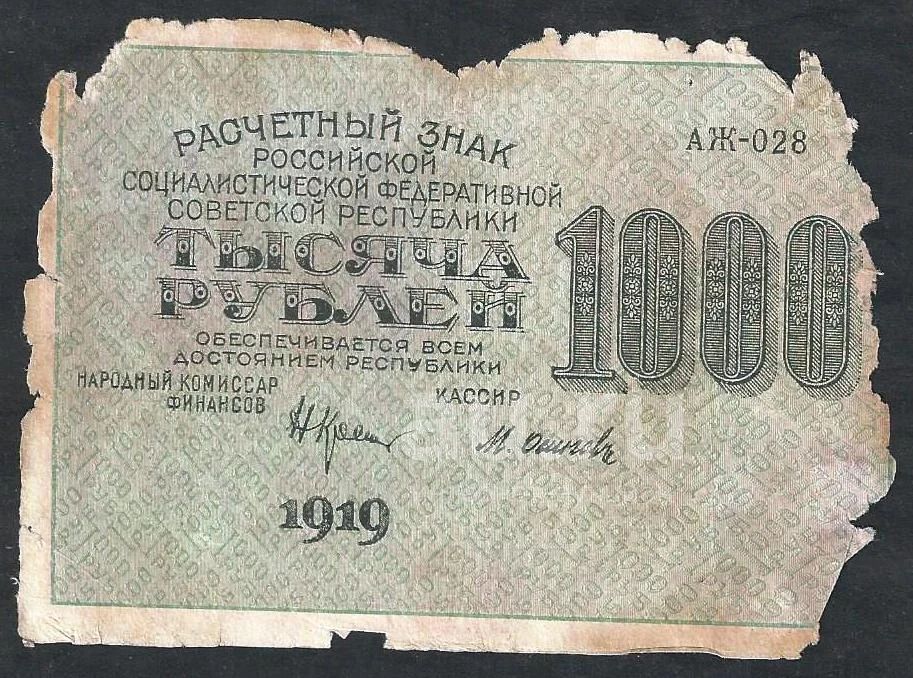 РАСЧЕТНЫЙ ЗНАК
РОССИЙСКОЙ
СОЦИАЛИСТИЧЕСКОЙ ФЕДЕРАТИВНОЙ
СОВЕТСКОЙ РЕСПУБЛИКИ
ТЫСЯЧА
РУБЛЕЙ
ОБЕСПЕЧИВАЕТСЯ ВСЕМ
ДОСТОЯНИЕМ РЕСПУБЛИКИ
НАРОДНЫЙ КОМИССАР
ФИНАНСОВ
КАССИР
1919
АЖ-028
1000